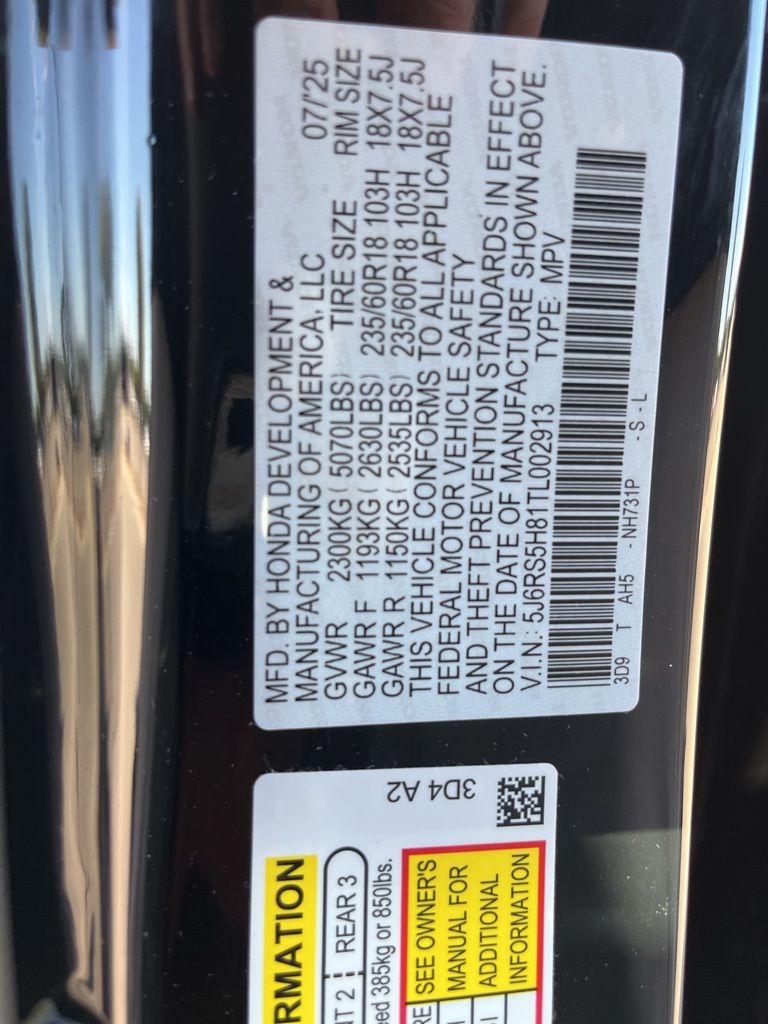 MFD. BY HONDA DEVELOPMENT &
MANUFACTURING OF AMERICA, LLC 07/'25
GVWR 2300KG ( 5070LBS) TIRE SIZE RIM SIZE
GAWR F 1193KG ( 2630LBS) 235/60R18 103H 18X7.5J
GAWR R 1150KG ( 2535LBS) 235/60R18 103H 18X7.5J
THIS VEHICLE CONFORMS TO ALL APPLICABLE
FEDERAL MOTOR VEHICLE SAFETY
AND THEFT PREVENTION STANDARDS IN EFFECT
ON THE DATE OF MANUFACTURE SHOWN ABOVE.
V.I.N.: 5J6RS5H81TL002913 TYPE: MPV
3D9 T AH5 - NH731P - S - L
3D4 A2
REAR 3
385kg or 850lbs.
SEE OWNER'S
MANUAL FOR
ADDITIONAL
INFORMATION